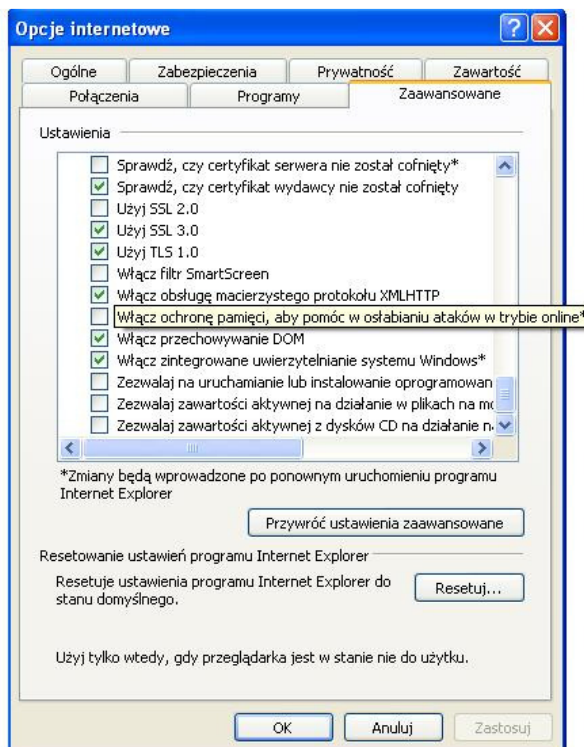 Opcje internetowe
Ogólne
Zabezpieczenia
Prywatność
Zawartość
Połączenia
Programy
Zaawansowane
Ustawienia
Sprawdź, czy certyfikat serwera nie został cofnięty*
Sprawdź, czy certyfikat wydawcy nie został cofnięty
Użyj SSL 2.0
Użyj SSL 3.0
Użyj TLS 1.0
Włącz filtr SmartScreen
Włącz obsługę macierzystego protokołu XMLHTTP
Włącz ochronę pamięci, aby pomóc w osłabianiu ataków w trybie online*
Włącz przechowywanie DOM
Włącz zintegrowane uwierzytelnianie systemu Windows*
Zezwalaj na uruchamianie lub instalowanie oprogramowan
Zezwalaj zawartości aktywnej na działanie w plikach na mo
Zezwalaj zawartości aktywnej z dysków CD na działanie n
*Zmiany będą wprowadzone po ponownym uruchomieniu programu
Internet Explorer
Przywróć ustawienia zaawansowane
Resetowanie ustawień programu Internet Explorer
Resetuje ustawienia programu Internet Explorer do
stanu domyślnego.
Resetuj...
Użyj tylko wtedy, gdy przeglądarka jest w stanie nie do użytku.
OK
Anuluj
Zastosuj